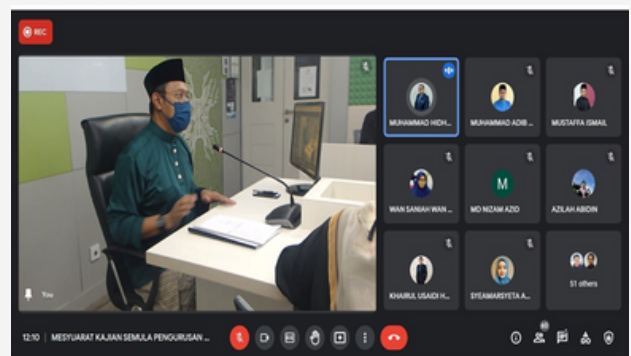 REC
MUHAMMAD HIDH...
MUHAMMAD ADIB ...
MUSTAFFA ISMAIL
WAN SANIAH WAN ...
M
MD NIZAM AZID
AZILAH ABIDIN
KHAIRUL USAIDI H...
SYEAMARSYETA A...
51 others
You
12:10 | MESYUARAT KAJIAN SEMULA PENGURUSAN ...